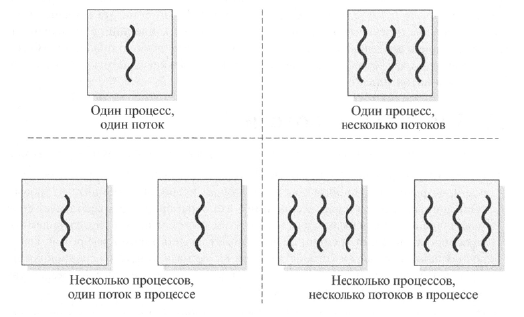 Один процесс,
один поток
Один процесс,
несколько потоков
Несколько процессов,
один поток в процессе
Несколько процессов,
несколько потоков в процессе